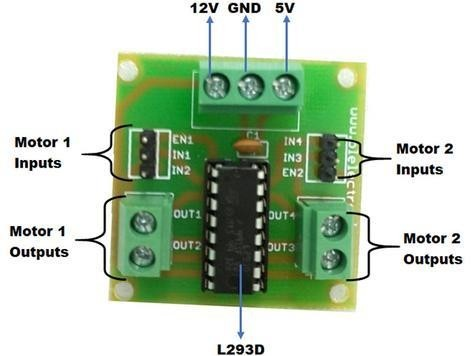 12V GND 5V
C1
EN1
IN1
IN2
IN4
IN3
EN2
Motor 1
Inputs
Motor 2
Inputs
OUT1
OUT2
OUT4
OUT3
Motor 1
Outputs
Motor 2
Outputs
L293D